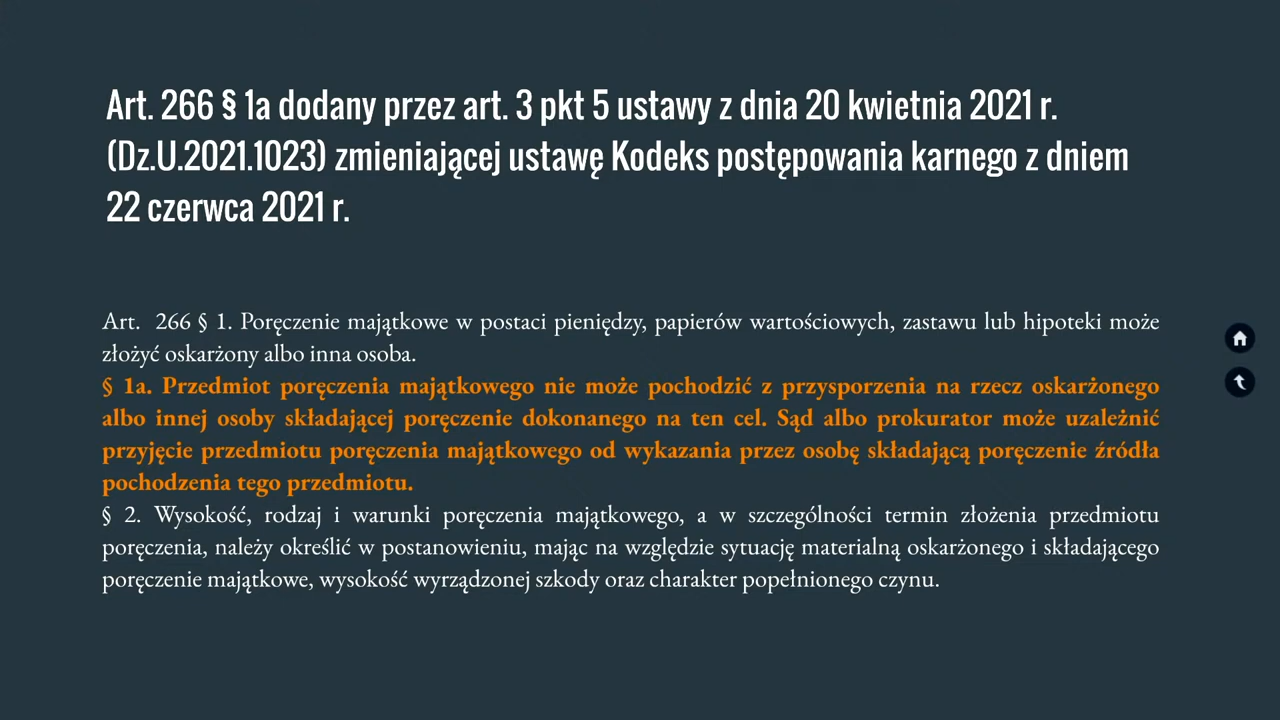 Art. 266 § 1a dodany przez art. 3 pkt 5 ustawy z dnia 20 kwietnia 2021 r.
(Dz.U.2021.1023) zmieniającej ustawę Kodeks postępowania karnego z dniem
22 czerwca 2021 r.
Art. 266 § 1. Poręczenie majątkowe w postaci pieniędzy, papierów wartościowych, zastawu lub hipoteki może
złożyć oskarżony albo inna osoba.
§ 1a. Przedmiot poręczenia majątkowego nie może pochodzić z przysporzenia na rzecz oskarżonego
albo innej osoby składającej poręczenie dokonanego na ten cel. Sąd albo prokurator może uzależnić
przyjęcie przedmiotu poręczenia majątkowego od wykazania przez osobę składającą poręczenie źródła
pochodzenia tego przedmiotu.
§ 2. Wysokość, rodzaj i warunki poręczenia majątkowego, a w szczególności termin złożenia przedmiotu
poręczenia, należy określić w postanowieniu, mając na względzie sytuację materialną oskarżonego i składającego
poręczenie majątkowe, wysokość wyrządzonej szkody oraz charakter popełnionego czynu.